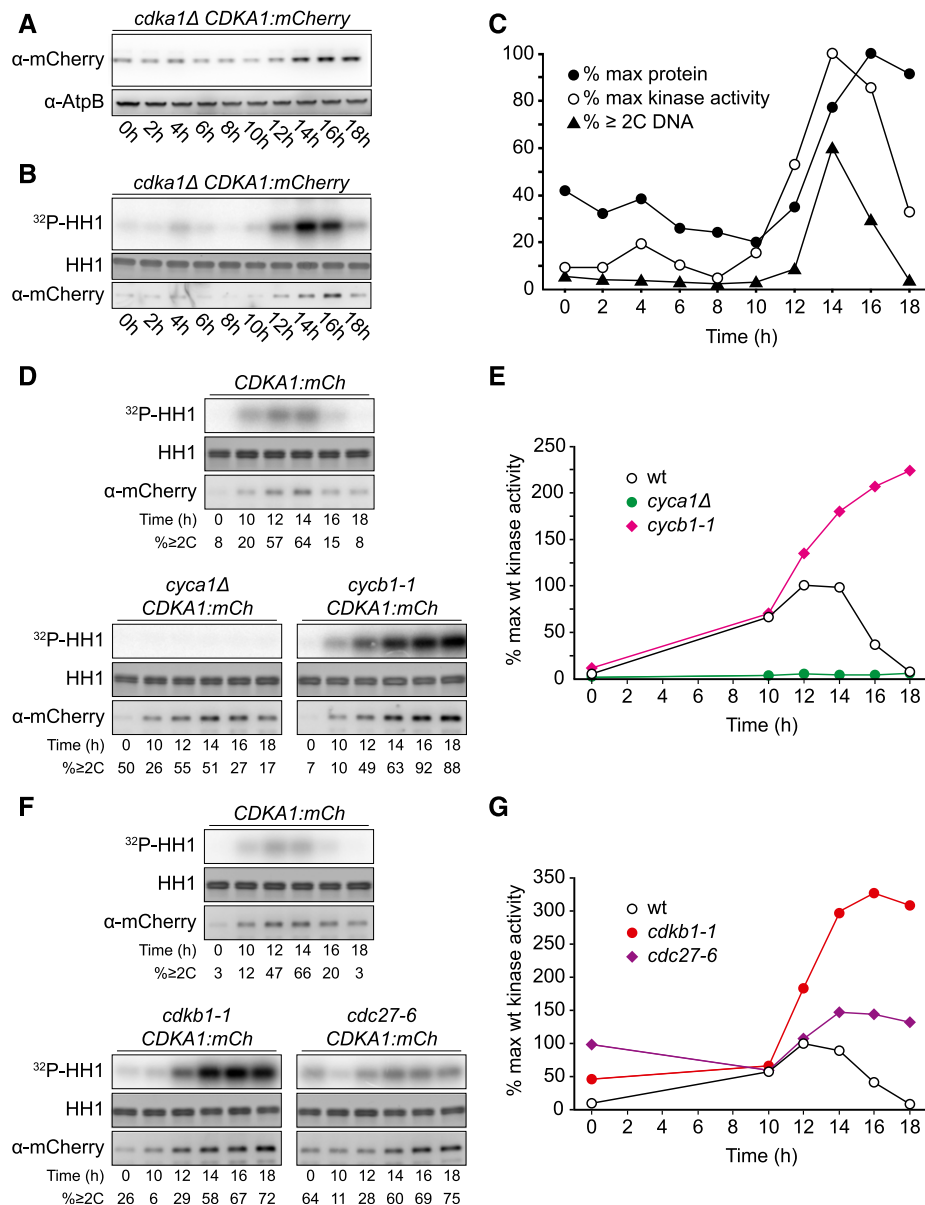 A
cdka1Δ CDKA1:mCherry
α-mCherry
α-AtpB
0h 2h 4h 6h 8h 10h 12h 14h 16h 18h
B
cdka1Δ CDKA1:mCherry
³²P-HH1
HH1
α-mCherry
0h 2h 4h 6h 8h 10h 12h 14h 16h 18h
C
100
80
60
40
20
0
% max protein
% max kinase activity
% ≥ 2C DNA
0 2 4 6 8 10 12 14 16 18
Time (h)
D
CDKA1:mCh
³²P-HH1
HH1
α-mCherry
Time (h) 0 10 12 14 16 18
%≥2C 8 20 57 64 15 8
cyca1Δ
CDKA1:mCh
cycb1-1
CDKA1:mCh
³²P-HH1
HH1
α-mCherry
Time (h) 0 10 12 14 16 18 0 10 12 14 16 18
%≥2C 50 26 55 51 27 17 7 10 49 63 92 88
E
% max wt kinase activity
250
200
150
100
50
0
wt
cyca1Δ
cycb1-1
0 2 4 6 8 10 12 14 16 18
Time (h)
F
CDKA1:mCh
³²P-HH1
HH1
α-mCherry
Time (h) 0 10 12 14 16 18
%≥2C 3 12 47 66 20 3
cdkb1-1
CDKA1:mCh
cdc27-6
CDKA1:mCh
³²P-HH1
HH1
α-mCherry
Time (h) 0 10 12 14 16 18 0 10 12 14 16 18
%≥2C 26 6 29 58 67 72 64 11 28 60 69 75
G
% max wt kinase activity
350
300
250
200
150
100
50
0
wt
cdkb1-1
cdc27-6
0 2 4 6 8 10 12 14 16 18
Time (h)